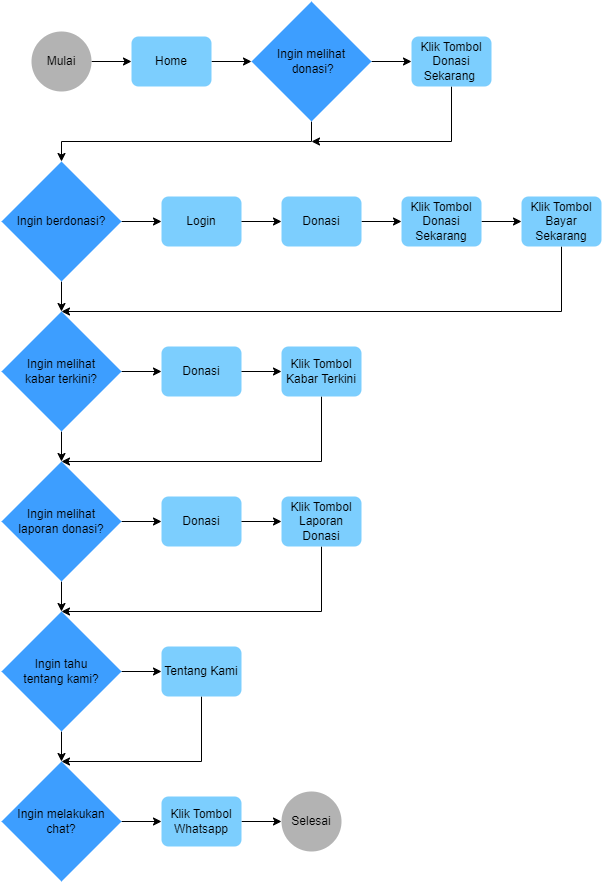 Mulai
Home
Ingin melihat
donasi?
Klik Tombol
Donasi
Sekarang
Ingin berdonasi?
Login
Donasi
Klik Tombol
Donasi
Sekarang
Klik Tombol
Bayar
Sekarang
Ingin melihat
kabar terkini?
Donasi
Klik Tombol
Kabar Terkini
Ingin melihat
laporan donasi?
Donasi
Klik Tombol
Laporan
Donasi
Ingin tahu
tentang kami?
Tentang Kami
Ingin melakukan
chat?
Klik Tombol
Whatsapp
Selesai